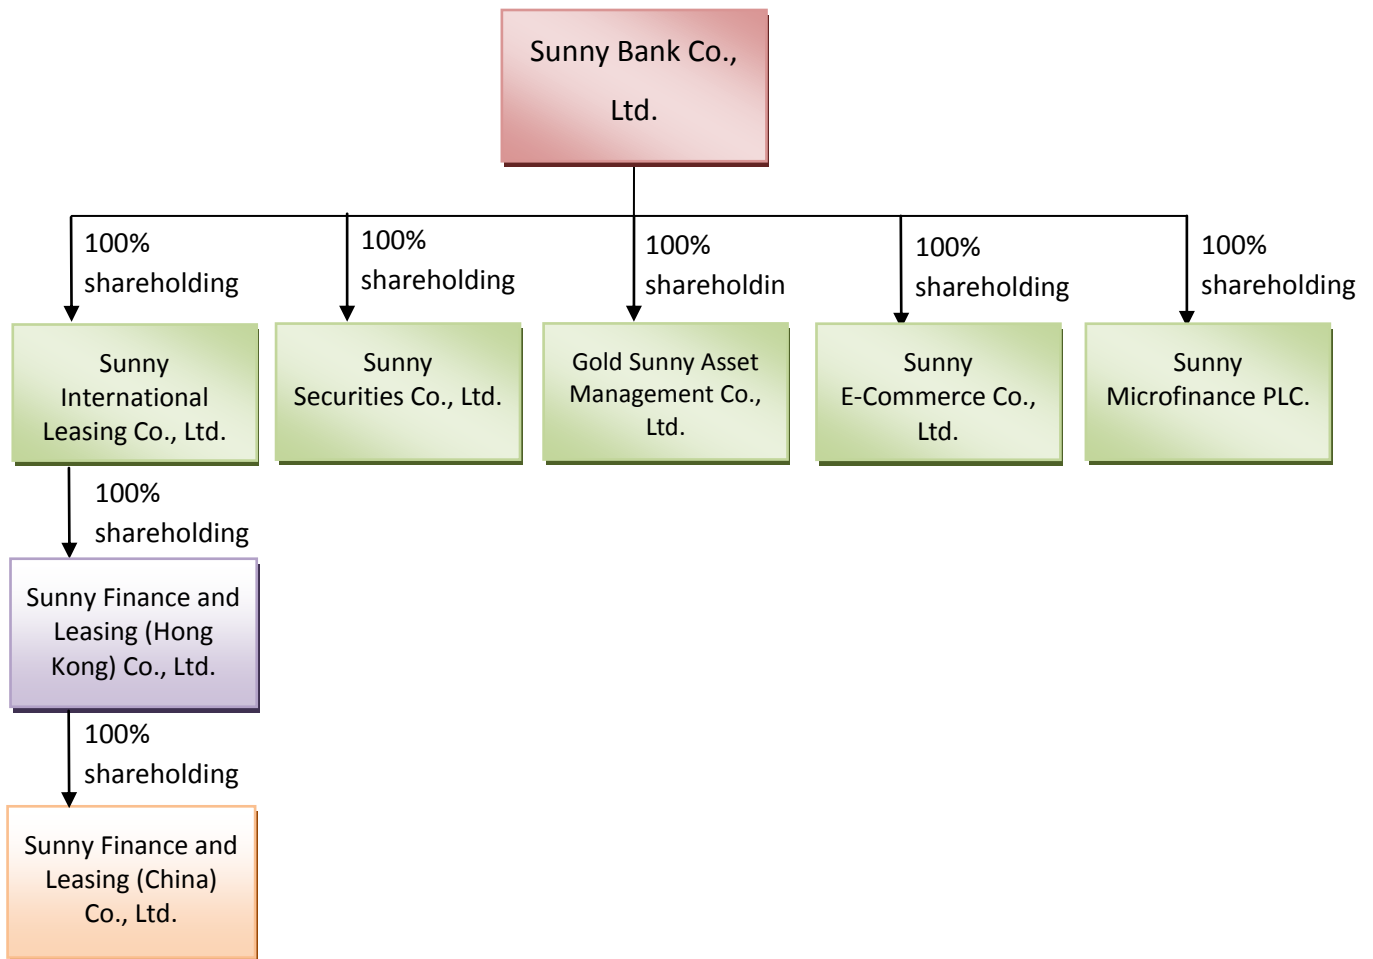 Sunny Bank Co.,
Ltd.
100%
shareholding
100%
shareholding
100%
shareholdin
100%
shareholding
100%
shareholding
Sunny
International
Leasing Co., Ltd.
Sunny
Securities Co., Ltd.
Gold Sunny Asset
Management Co.,
Ltd.
Sunny
E-Commerce Co.,
Ltd.
Sunny
Microfinance PLC.
100%
shareholding
Sunny Finance and
Leasing (Hong
Kong) Co., Ltd.
100%
shareholding
Sunny Finance and
Leasing (China)
Co., Ltd.